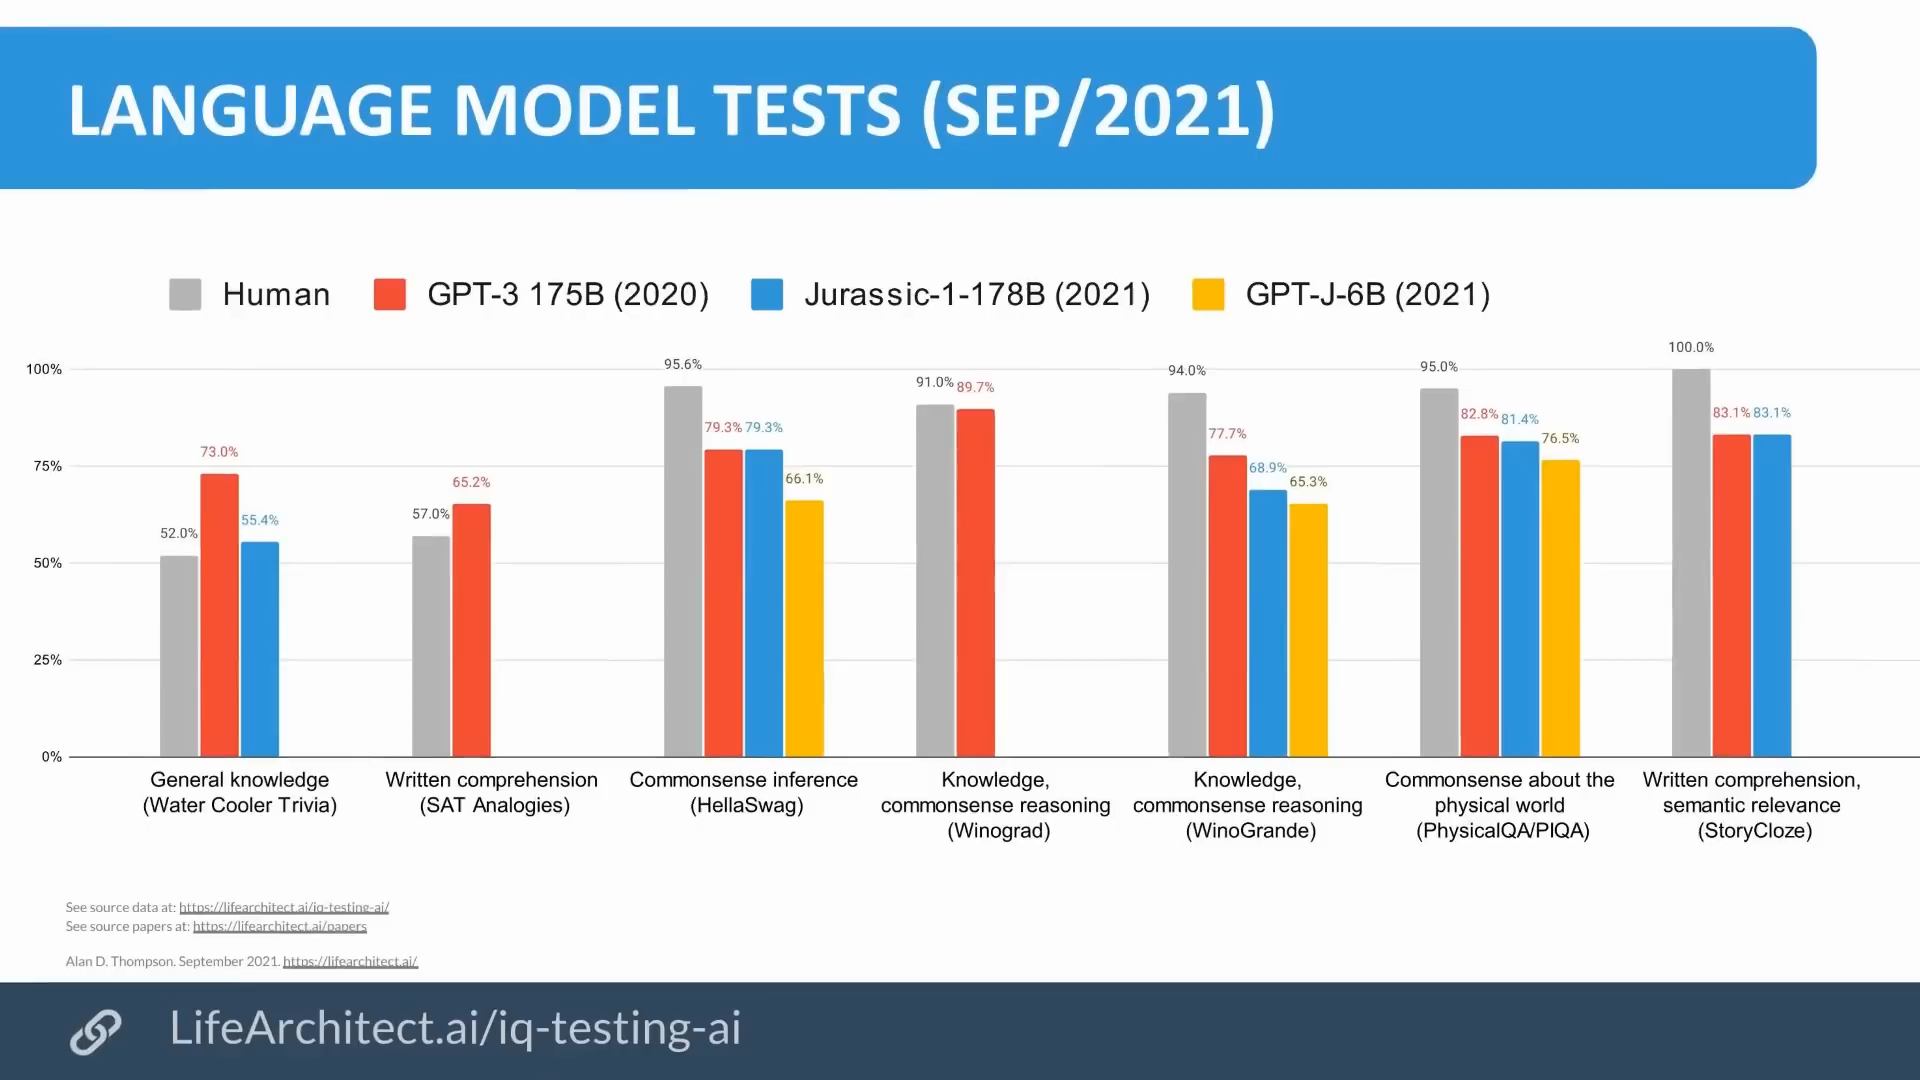 LANGUAGE MODEL TESTS (SEP/2021)
Human GPT-3 175B (2020) Jurassic-1-178B (2021) GPT-J-6B (2021)
100%
75%
50%
25%
0%
52.0% 73.0% 55.4%
57.0% 65.2%
95.6% 79.3% 79.3% 66.1%
91.0% 89.7%
94.0% 77.7% 68.9% 65.3%
95.0% 82.8% 81.4% 76.5%
100.0% 83.1% 83.1%
General knowledge
(Water Cooler Trivia)
Written comprehension
(SAT Analogies)
Commonsense inference
(HellaSwag)
Knowledge,
commonsense reasoning
(Winograd)
Knowledge,
commonsense reasoning
(WinoGrande)
Commonsense about the
physical world
(PhysicalQA/PIQA)
Written comprehension,
semantic relevance
(StoryCloze)
See source data at: https://lifearchitect.ai/iq-testing-ai/
See source papers at: https://lifearchitect.ai/papers
Alan D. Thompson. September 2021. https://lifearchitect.ai/
LifeArchitect.ai/iq-testing-ai